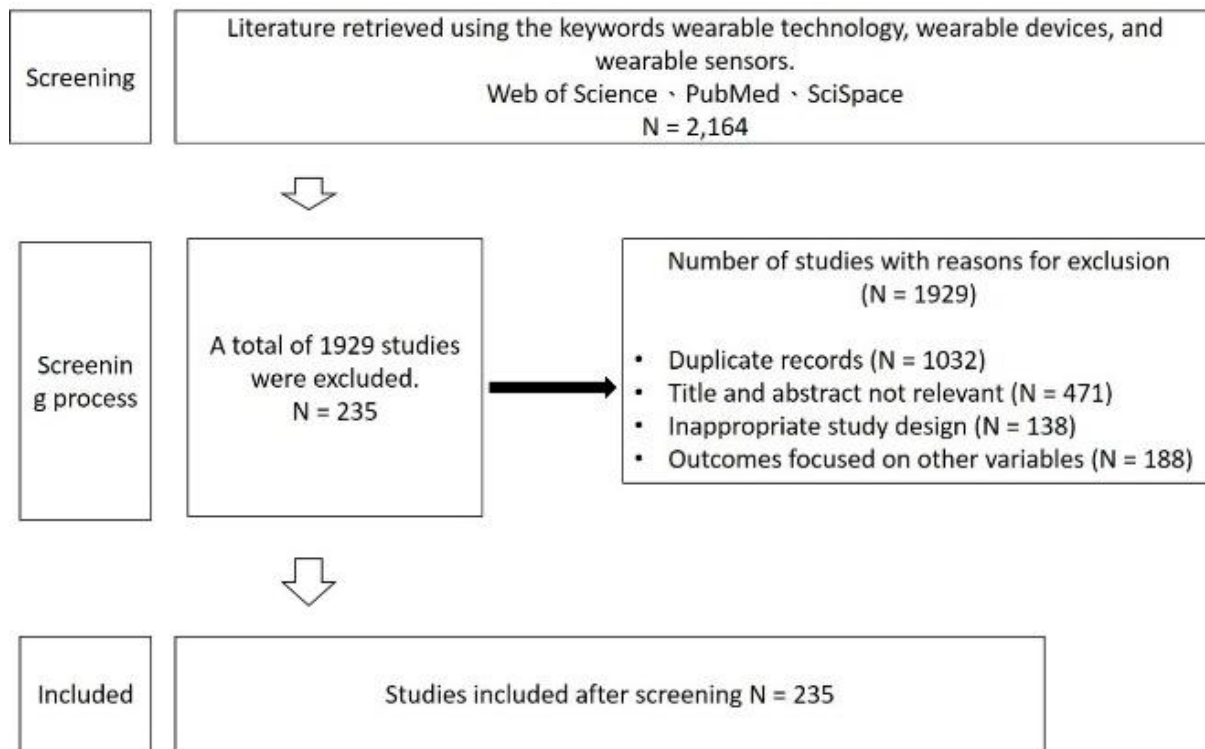 Screening
Literature retrieved using the keywords wearable technology, wearable devices, and
wearable sensors.
Web of Science、PubMed、SciSpace
N = 2,164
Screenin
g process
A total of 1929 studies
were excluded.
N = 235
Number of studies with reasons for exclusion
(N = 1929)
• Duplicate records (N = 1032)
• Title and abstract not relevant (N = 471)
• Inappropriate study design (N = 138)
• Outcomes focused on other variables (N = 188)
Included
Studies included after screening N = 235